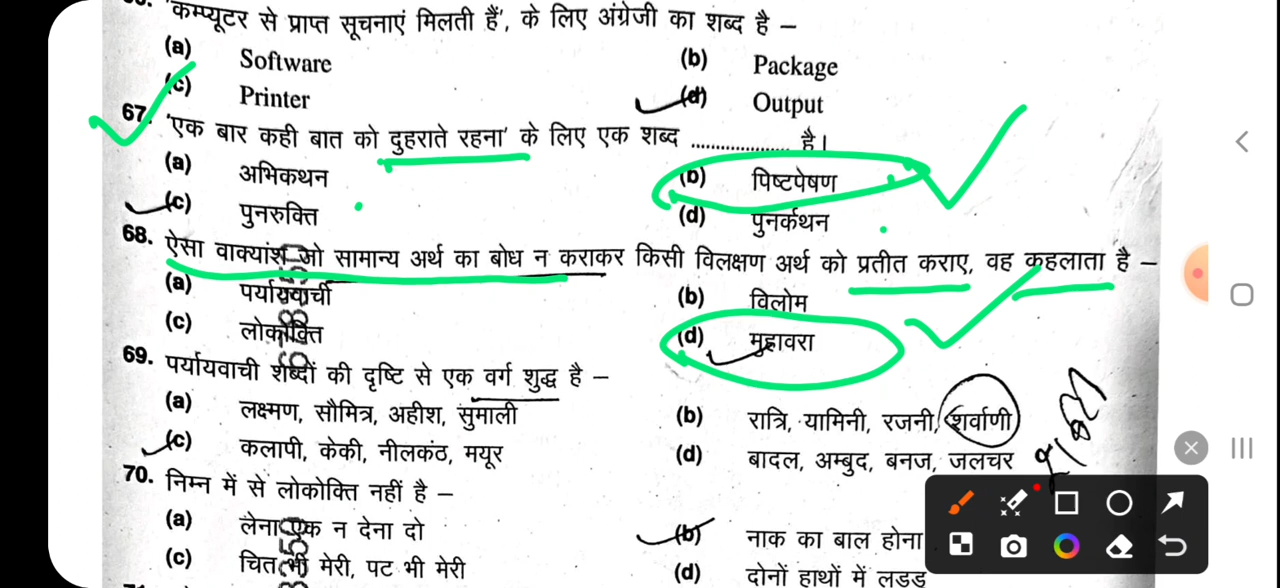 'कम्प्यूटर से प्राप्त सूचनाएं मिलती हैं', के लिए अंग्रेजी का शब्द है –
(a) Software (b) Package
(c) Printer (d) Output
67. 'एक बार कही बात को दुहराते रहना' के लिए एक शब्द ................... है।
(a) अभिकथन (b) पिष्टपेषण
(c) पुनरुक्ति (d) पुनर्कथन
68. ऐसा वाक्यांश जो सामान्य अर्थ का बोध न कराकर किसी विलक्षण अर्थ को प्रतीत कराए, वह कहलाता है –
(a) पर्यायवाची (b) विलोम
(c) लोकोक्ति (d) मुहावरा
69. पर्यायवाची शब्दों की दृष्टि से एक वर्ग शुद्ध है –
(a) लक्ष्मण, सौमित्र, अहीश, सुमाली (b) रात्रि, यामिनी, रजनी, शर्वाणी
(c) कलापी, केकी, नीलकंठ, मयूर (d) बादल, अम्बुद, बनज, जलचर
70. निम्न में से लोकोक्ति नहीं है –
(a) लेना एक न देना दो (b) नाक का बाल होना
(c) चित भी मेरी, पट भी मेरी (d) दोनों हाथों में लड्डू